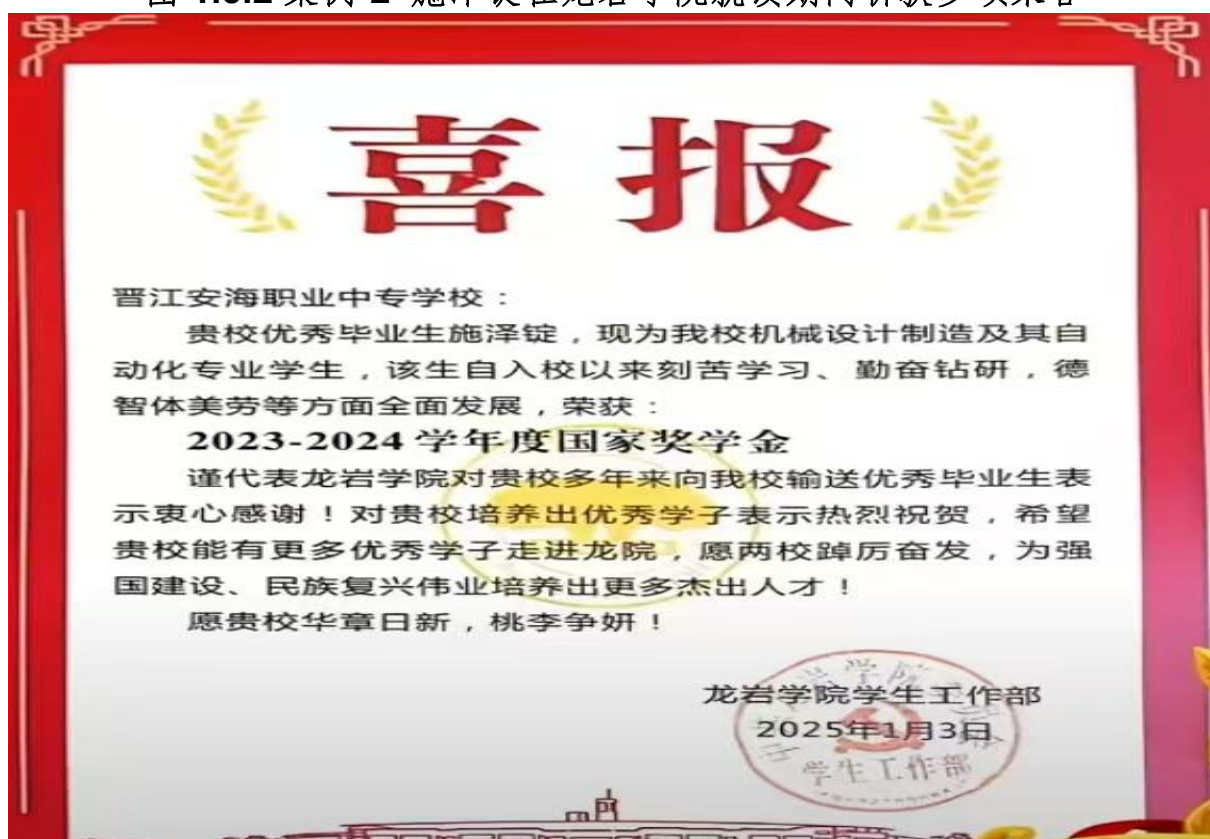 喜报
晋江安海职业中专学校：
贵校优秀毕业生施泽锭，现为我校机械设计制造及其自
动化专业学生，该生自入校以来刻苦学习、勤奋钻研，德
智体美劳等方面全面发展，荣获：
2023-2024学年度国家奖学金
谨代表龙岩学院对贵校多年来向我校输送优秀毕业生表
示衷心感谢！对贵校培养出优秀学子表示热烈祝贺，希望
贵校能有更多优秀学子走进龙院，愿两校踔厉奋发，为强
国建设、民族复兴伟业培养出更多杰出人才！
愿贵校华章日新，桃李争妍！
龙岩学院学生工作部
2025年1月3日
学生工作部